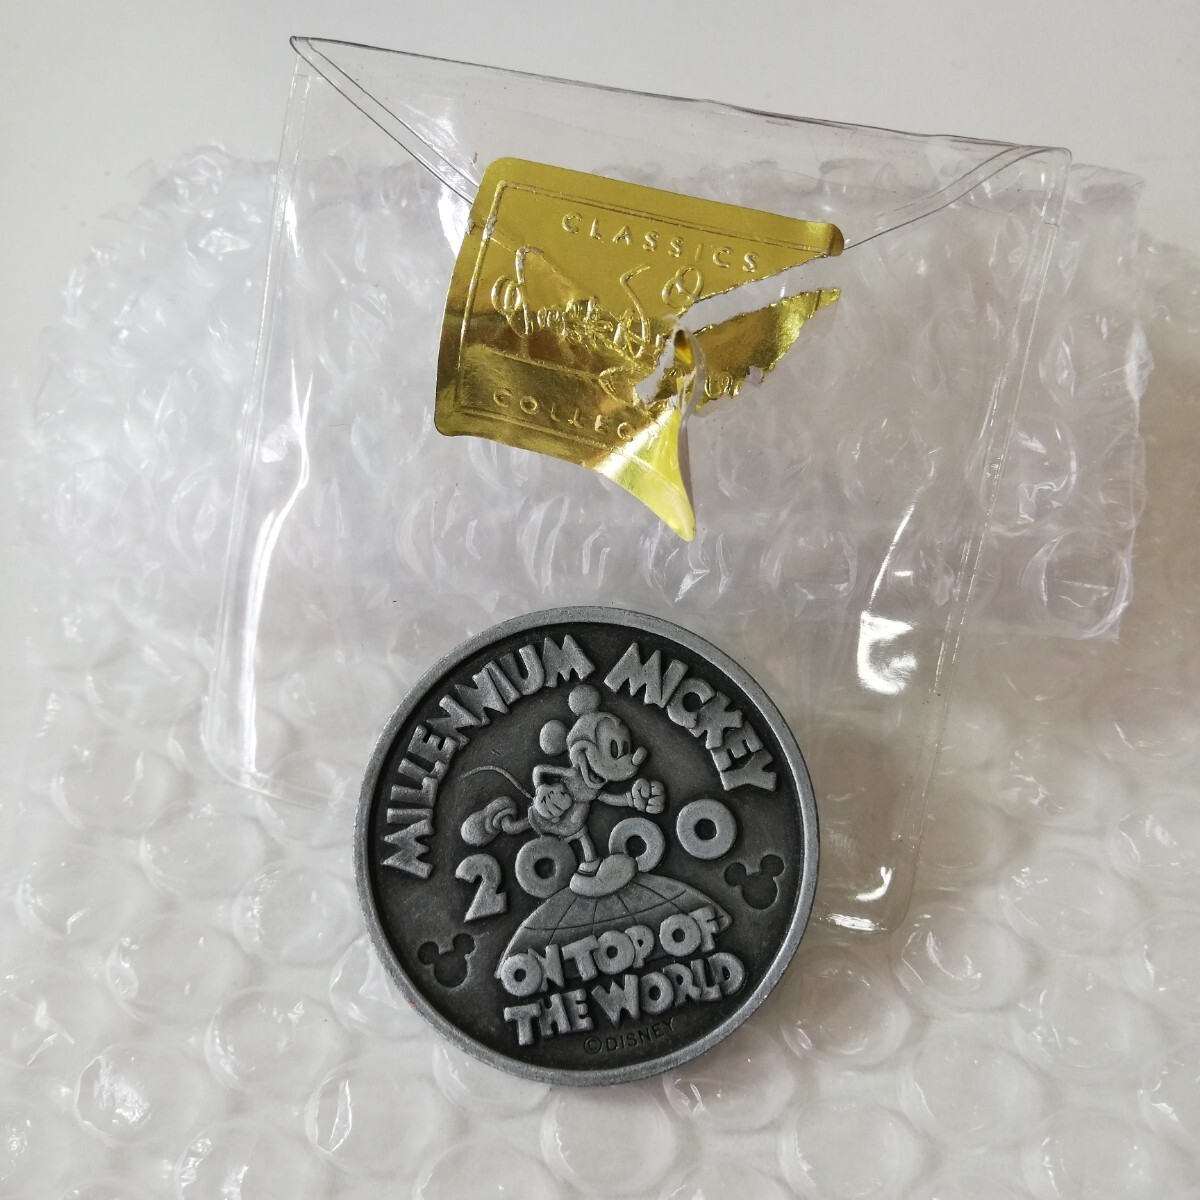 CLASSICS
COLLEC
MILLENNIUM MICKEY
2000
ON TOP OF
THE WORLD
©DISNEY